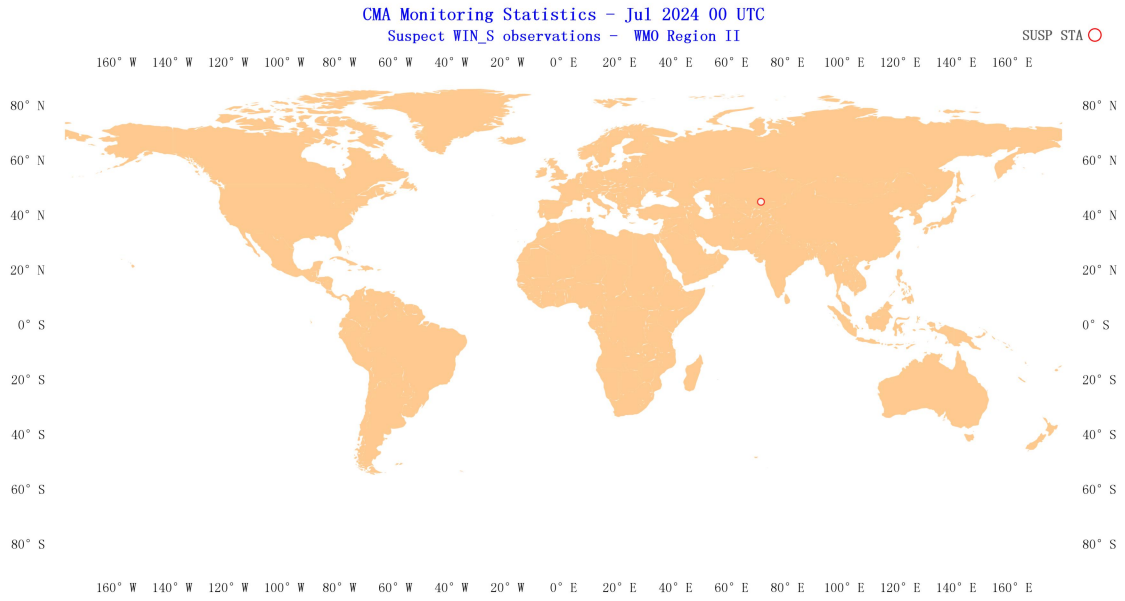 CMA Monitoring Statistics - Jul 2024 00 UTC
Suspect WIN_S observations - WMO Region II
SUSP STA
160° W 140° W 120° W 100° W 80° W 60° W 40° W 20° W 0° E 20° E 40° E 60° E 80° E 100° E 120° E 140° E 160° E
80° N 80° N
60° N 60° N
40° N 40° N
20° N 20° N
0° S 0° S
20° S 20° S
40° S 40° S
60° S 60° S
80° S 80° S
160° W 140° W 120° W 100° W 80° W 60° W 40° W 20° W 0° E 20° E 40° E 60° E 80° E 100° E 120° E 140° E 160° E